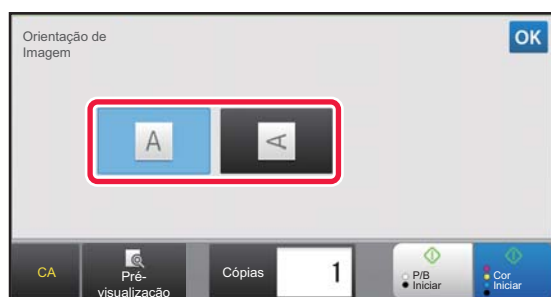 Orientação de
Imagem
OK
A
A
CA
Pré-
visualização
Cópias
1
P/B
Iniciar
Cor
Iniciar